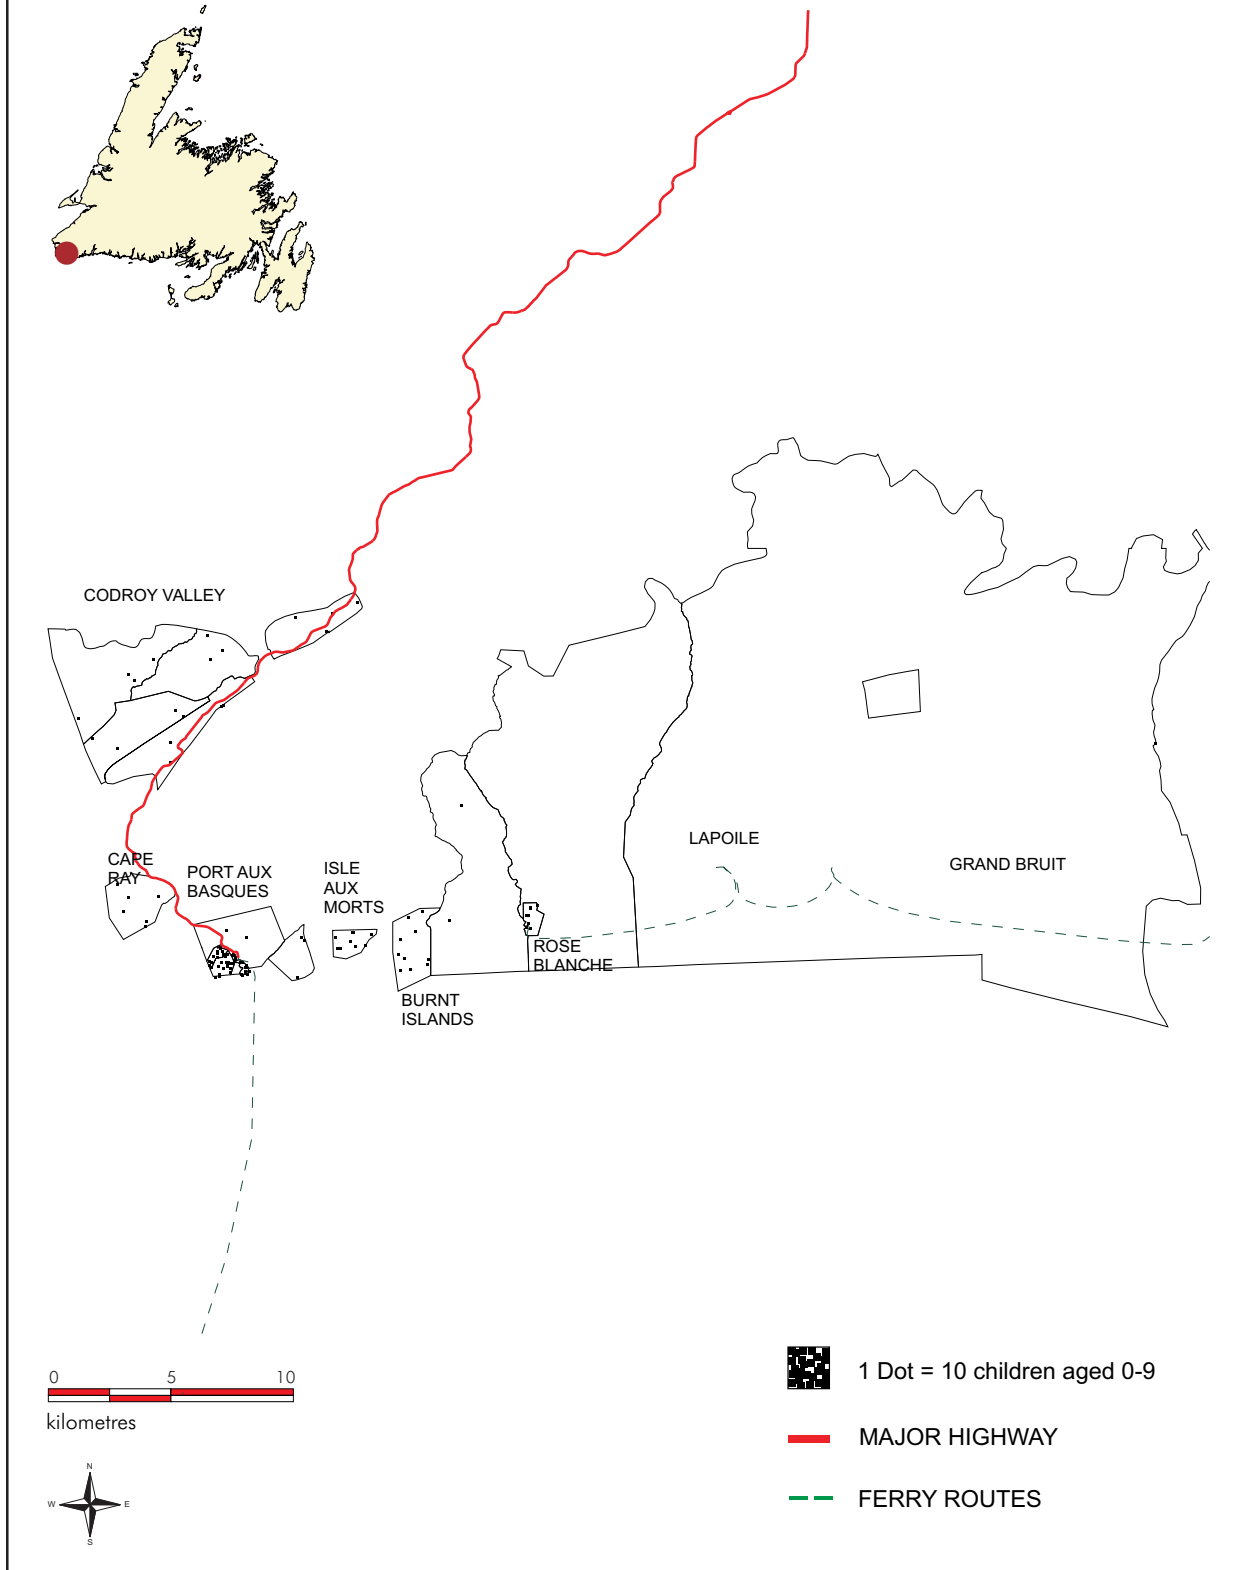 CODROY VALLEY
CAPE
RAY
PORT AUX
BASQUES
ISLE
AUX
MORTS
LAPOILE
GRAND BRUIT
ROSE
BLANCHE
BURNT
ISLANDS
0 5 10
kilometres
N
W E
S
1 Dot = 10 children aged 0-9
MAJOR HIGHWAY
FERRY ROUTES